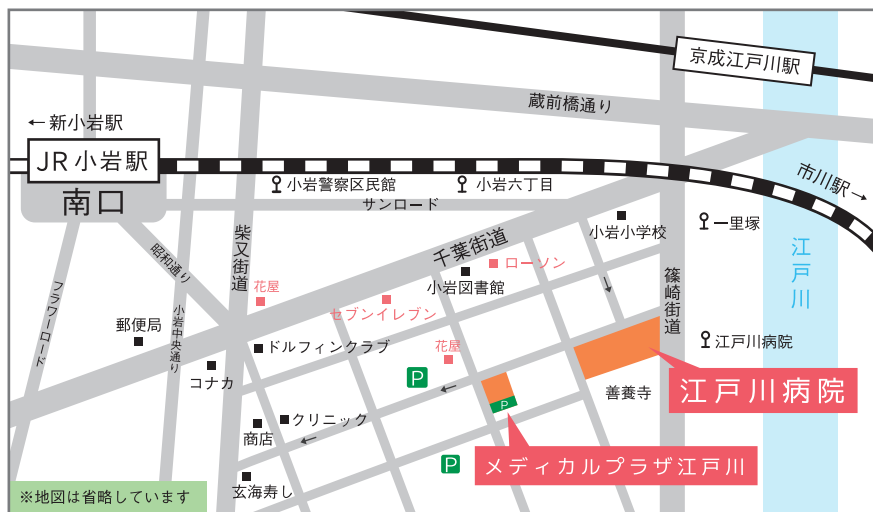 京成江戸川駅
蔵前橋通り
← 新小岩駅
JR 小岩駅
南口
小岩警察区民館
小岩六丁目
市川駅→
サンロード
一里塚
小岩小学校
江戸川
柴又街道
千葉街道
昭和通り
ローソン
花屋
小岩図書館
篠崎街道
フラワーロード
小岩中央通り
セブンイレブン
郵便局
江戸川病院
ドルフィンクラブ
花屋
コナカ
P
江戸川病院
善養寺
P
クリニック
商店
メディカルプラザ江戸川
P
玄海寿し
※地図は省略しています